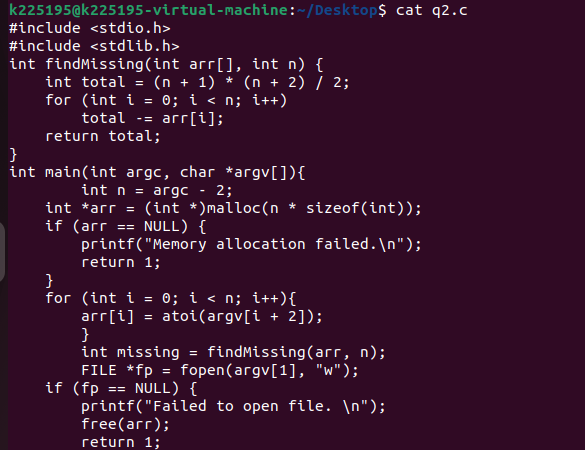 k225195@k225195-virtual-machine:~/Desktop$ cat q2.c
#include <stdio.h>
#include <stdlib.h>
int findMissing(int arr[], int n) {
    int total = (n + 1) * (n + 2) / 2;
    for (int i = 0; i < n; i++)
        total -= arr[i];
    return total;
}
int main(int argc, char *argv[]){
        int n = argc - 2;
    int *arr = (int *)malloc(n * sizeof(int));
    if (arr == NULL) {
        printf("Memory allocation failed.\n");
        return 1;
    }
    for (int i = 0; i < n; i++){
        arr[i] = atoi(argv[i + 2]);
        }
        int missing = findMissing(arr, n);
        FILE *fp = fopen(argv[1], "w");
    if (fp == NULL) {
        printf("Failed to open file. \n");
        free(arr);
        return 1;